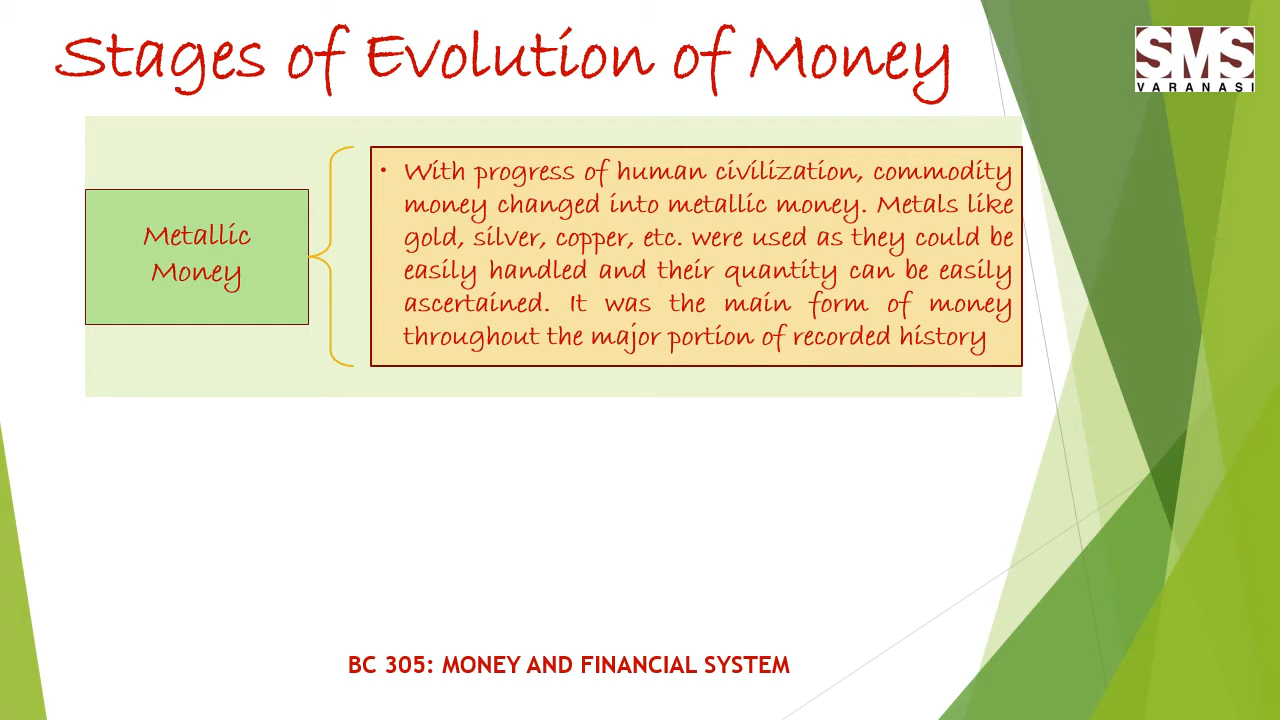 Stages of Evolution of Money
SMS
VARANASI
Metallic
Money
• With progress of human civilization, commodity
money changed into metallic money. Metals like
gold, silver, copper, etc. were used as they could be
easily handled and their quantity can be easily
ascertained. It was the main form of money
throughout the major portion of recorded history
BC 305: MONEY AND FINANCIAL SYSTEM